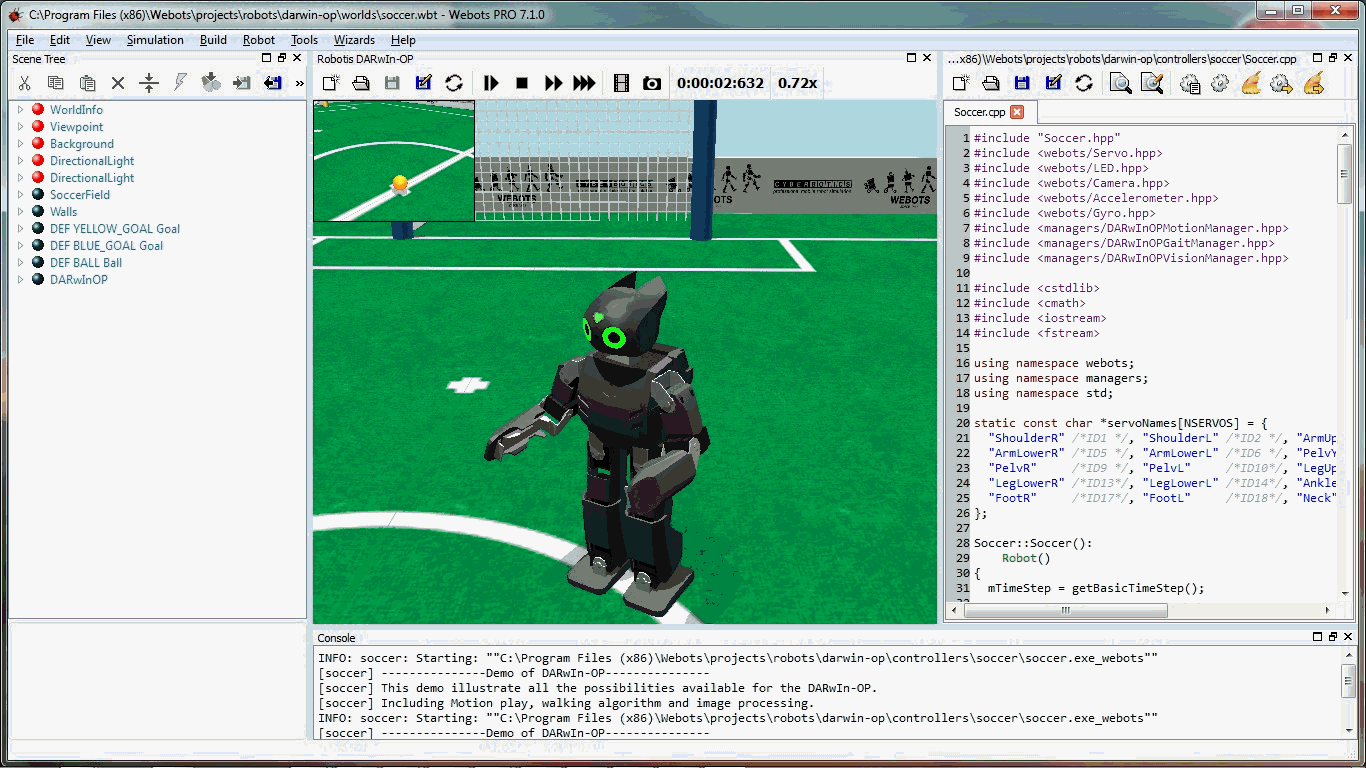 C:\Program Files (x86)\Webots\projects\robots\darwin-op\worlds\soccer.wbt - Webots PRO 7.1.0
File Edit View Simulation Build Robot Tools Wizards Help
Scene Tree
»
WorldInfo
Viewpoint
Background
DirectionalLight
DirectionalLight
SoccerField
Walls
DEF YELLOW_GOAL Goal
DEF BLUE_GOAL Goal
DEF BALL Ball
DARwInOP
Robotis DARwIn-OP
0:00:02:632 0.72x
CYBERBOTICS
WEBOTS
WEBOTS
...x86)\Webots\projects\robots\darwin-op\controllers\soccer\Soccer.cpp
Soccer.cpp
1 #include "Soccer.hpp"
2 #include <webots/Servo.hpp>
3 #include <webots/LED.hpp>
4 #include <webots/Camera.hpp>
5 #include <webots/Accelerometer.hpp>
6 #include <webots/Gyro.hpp>
7 #include <managers/DARwInOPMotionManager.hpp>
8 #include <managers/DARwInOPGaitManager.hpp>
9 #include <managers/DARwInOPVisionManager.hpp>
10
11 #include <cstdlib>
12 #include <cmath>
13 #include <iostream>
14 #include <fstream>
15
16 using namespace webots;
17 using namespace managers;
18 using namespace std;
19
20 static const char *servoNames[NSERVOS] = {
21 "ShoulderR" /*ID1 */, "ShoulderL" /*ID2 */, "ArmUp
22 "ArmLowerR" /*ID5 */, "ArmLowerL" /*ID6 */, "PelvY
23 "PelvR" /*ID9 */, "PelvL" /*ID10*/, "LegUp
24 "LegLowerR" /*ID13*/, "LegLowerL" /*ID14*/, "Ankle
25 "FootR" /*ID17*/, "FootL" /*ID18*/, "Neck"
26 };
27
28 Soccer::Soccer():
29 Robot()
30 {
31 mTimeStep = getBasicTimeStep();
Console
INFO: soccer: Starting: ""C:\Program Files (x86)\Webots\projects\robots\darwin-op\controllers\soccer\soccer.exe_webots""
[soccer] ---------------Demo of DARwIn-OP---------------
[soccer] This demo illustrate all the possibilities available for the DARwIn-OP.
[soccer] Including Motion play, walking algorithm and image processing.
INFO: soccer: Starting: ""C:\Program Files (x86)\Webots\projects\robots\darwin-op\controllers\soccer\soccer.exe_webots""
[soccer] ---------------Demo of DARwIn-OP---------------